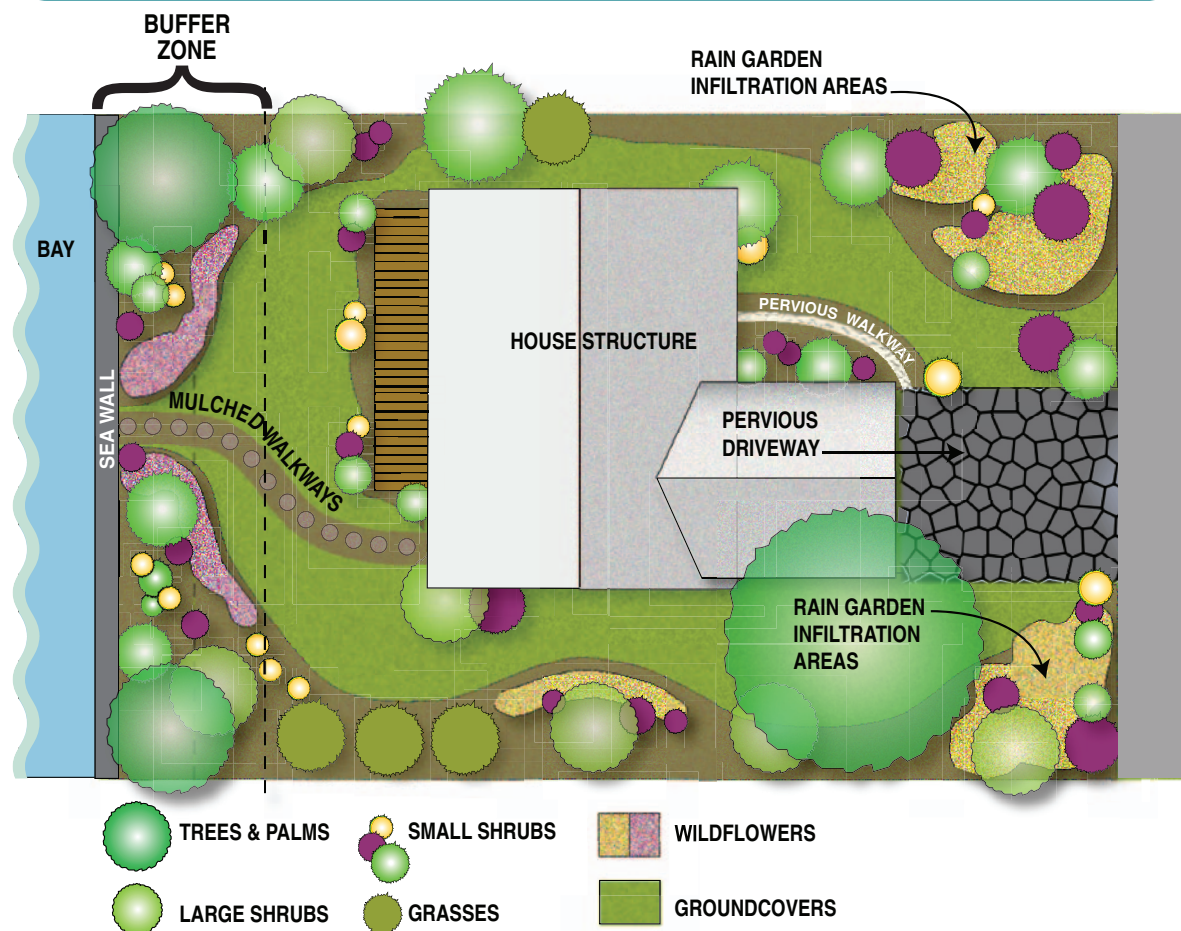 BUFFER
ZONE
RAIN GARDEN
INFILTRATION AREAS
BAY
SEA WALL
MULCHED WALKWAYS
HOUSE STRUCTURE
PERVIOUS WALKWAY
PERVIOUS
DRIVEWAY
RAIN GARDEN
INFILTRATION
AREAS
TREES & PALMS
SMALL SHRUBS
WILDFLOWERS
LARGE SHRUBS
GRASSES
GROUNDCOVERS